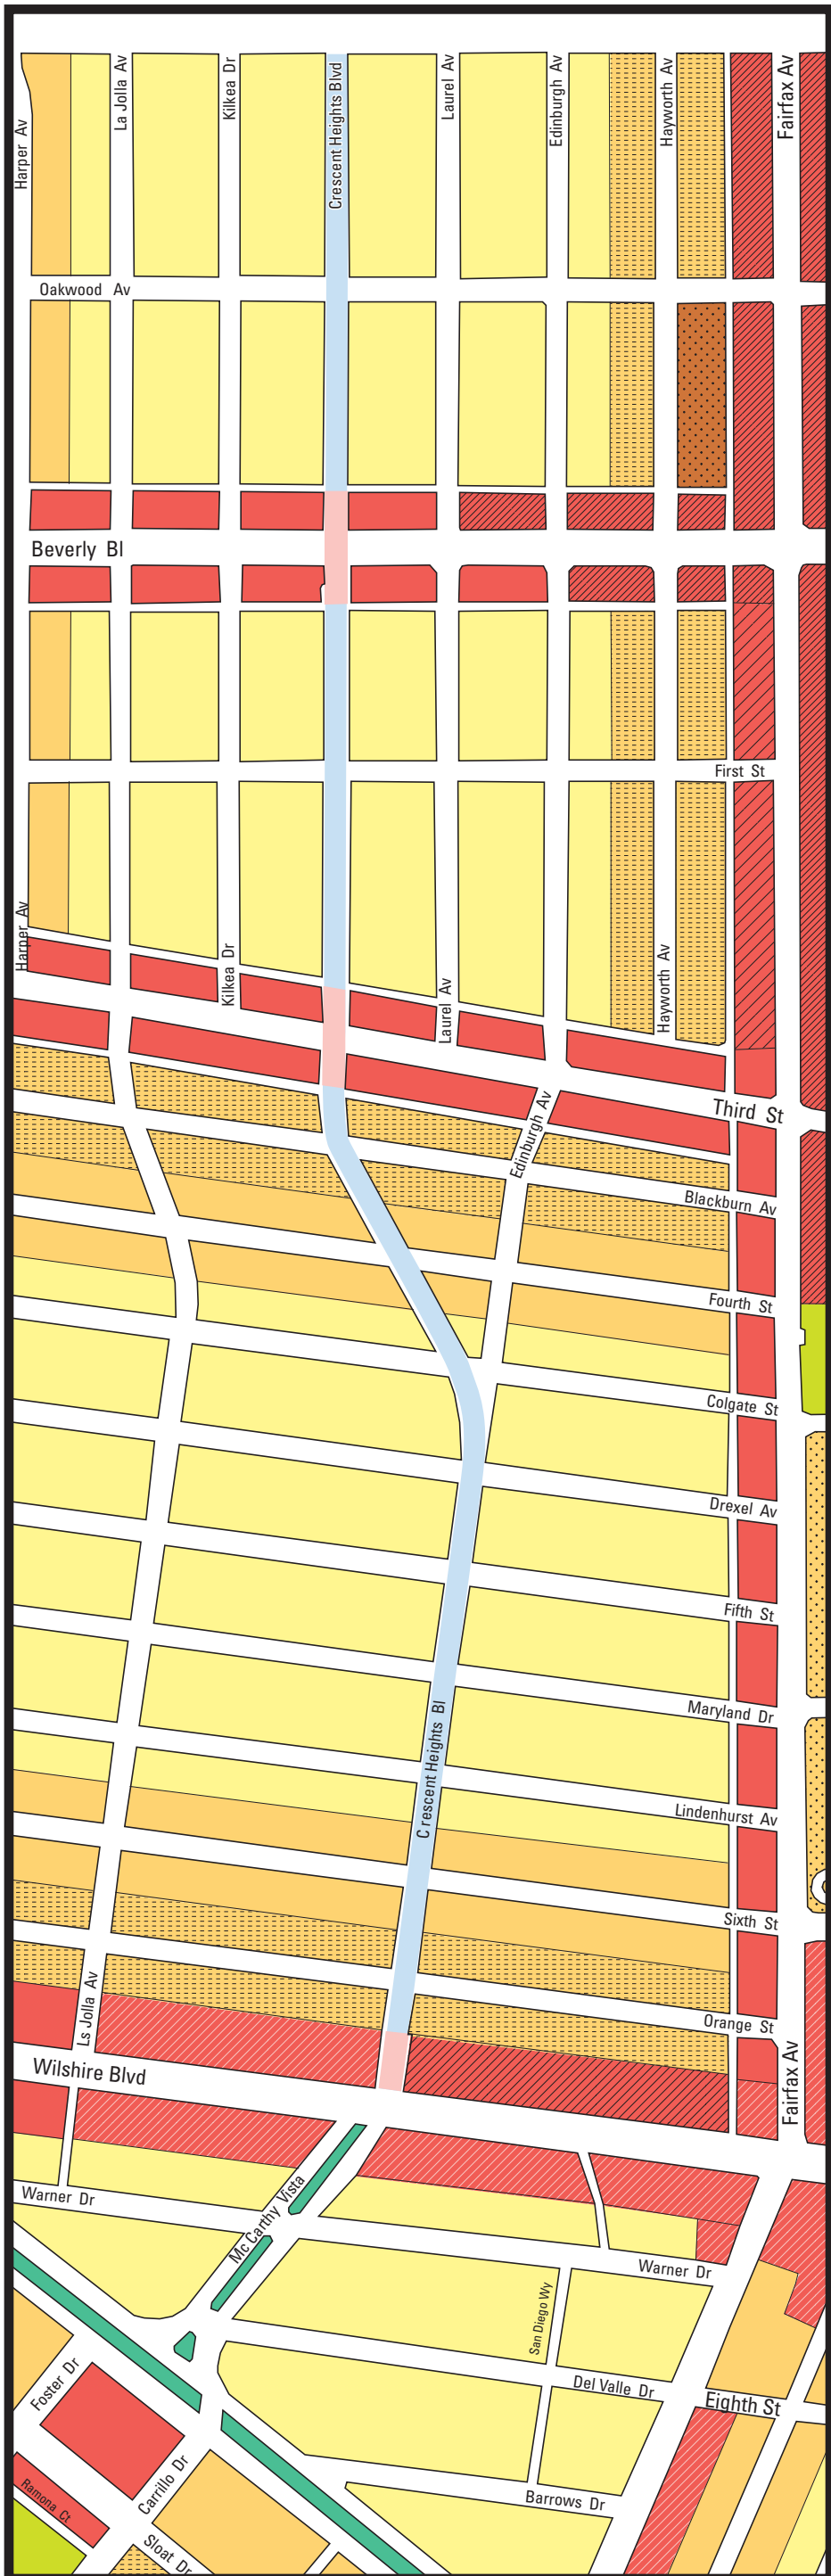 Harper Av
La Jolla Av
Kilkea Dr
Crescent Heights Blvd
Laurel Av
Edinburgh Av
Hayworth Av
Fairfax Av
Oakwood Av
Beverly Bl
First St
Harper Av
Kilkea Dr
Laurel Av
Hayworth Av
Third St
Edinburgh Av
Blackburn Av
Fourth St
Colgate St
Drexel Av
Fifth St
Maryland Dr
Crescent Heights Bl
Lindenhurst Av
Sixth St
Orange St
Ls Jolla Av
Fairfax Av
Wilshire Blvd
Warner Dr
Mc Carthy Vista
Warner Dr
San Diego Wy
Del Valle Dr
Foster Dr
Eighth St
Carrillo Dr
Barrows Dr
Ramona Ct
Sloat Dr